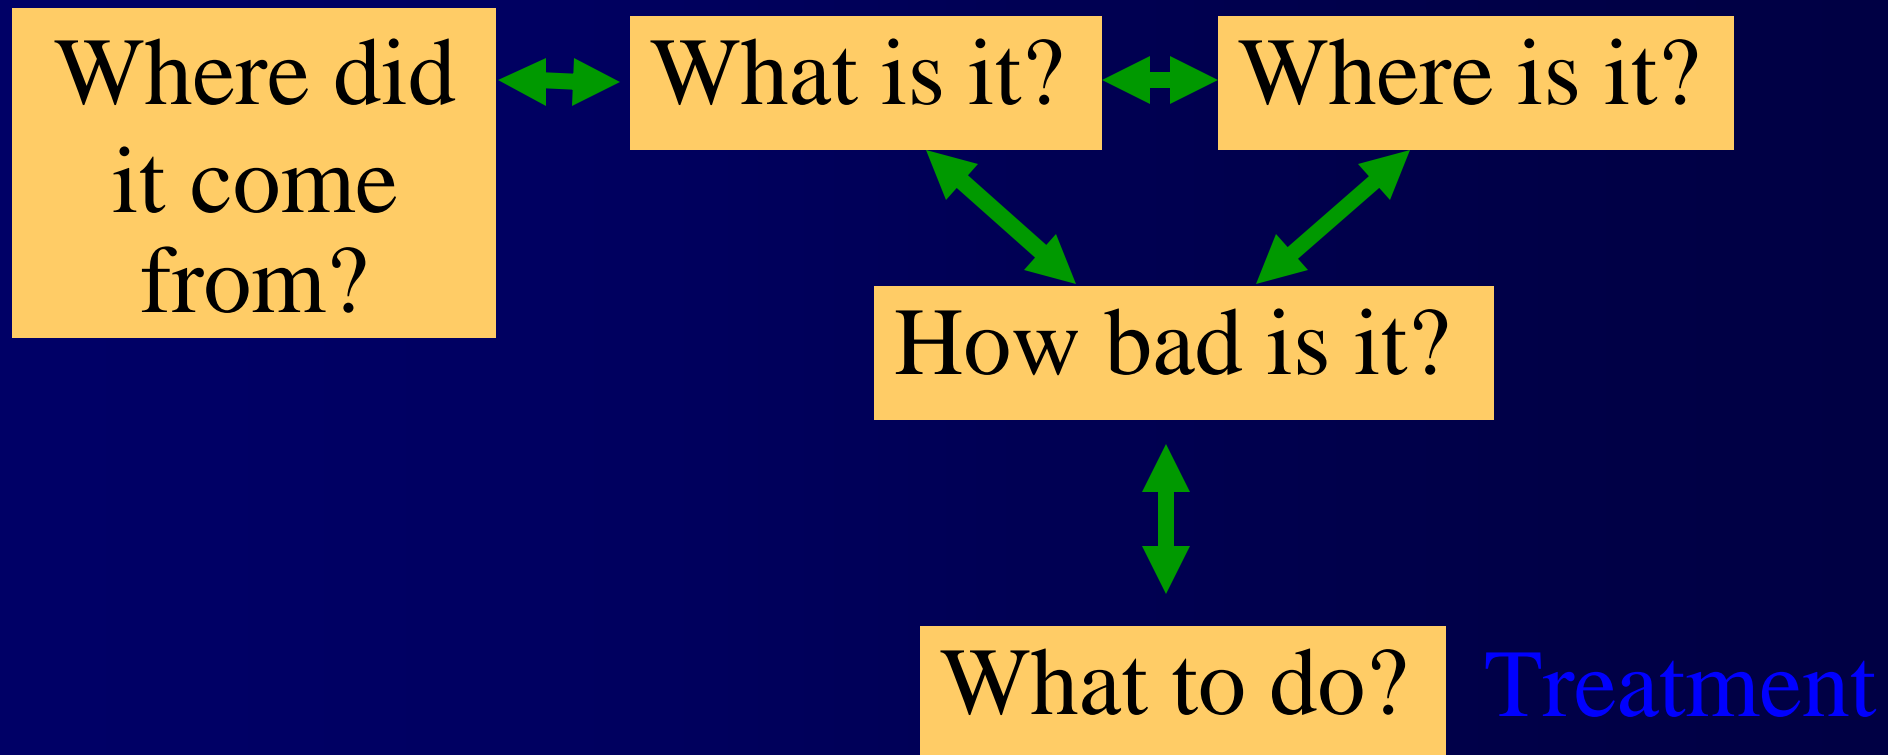 Where did
it come
from?
What is it?
Where is it?
How bad is it?
What to do?
Treatment